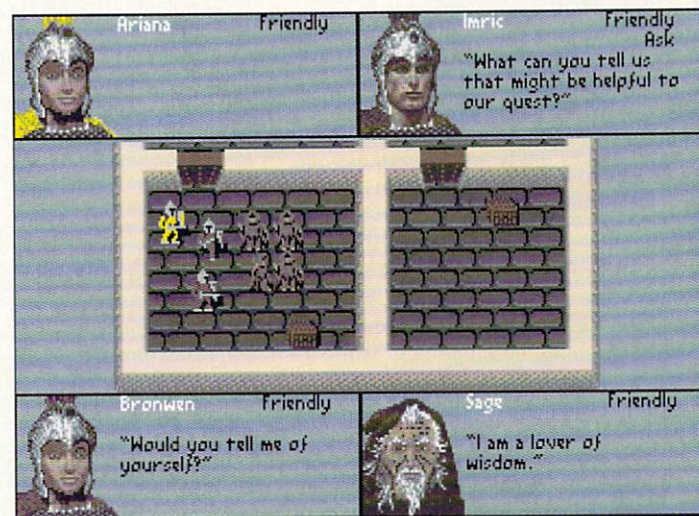 Ariana Friendly
Imric Friendly
Ask
"What can you tell us
that might be helpful to
our quest?"
Bronwen Friendly
"Would you tell me of
yourself?"
Sage Friendly
"I am a lover of
wisdom."